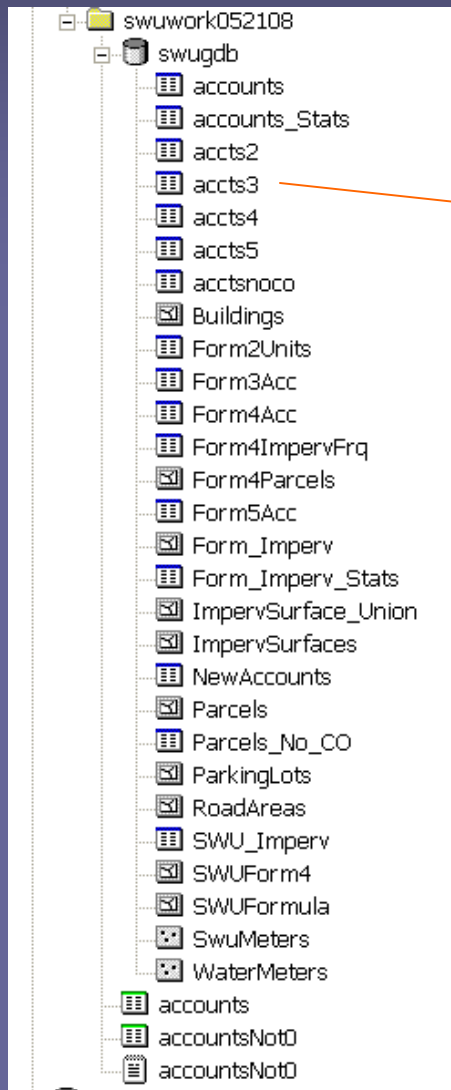 swuwork052108
swugdb
accounts
accounts_Stats
accts2
accts3
accts4
accts5
acctsnoco
Buildings
Form2Units
Form3Acc
Form4Acc
Form4ImpervFrq
Form4Parcels
Form5Acc
Form_Imperv
Form_Imperv_Stats
ImpervSurface_Union
ImpervSurfaces
NewAccounts
Parcels
Parcels_No_CO
ParkingLots
RoadAreas
SWU_Imperv
SWUForm4
SWUFormula
SwuMeters
WaterMeters
accounts
accountsNot0
accountsNot0